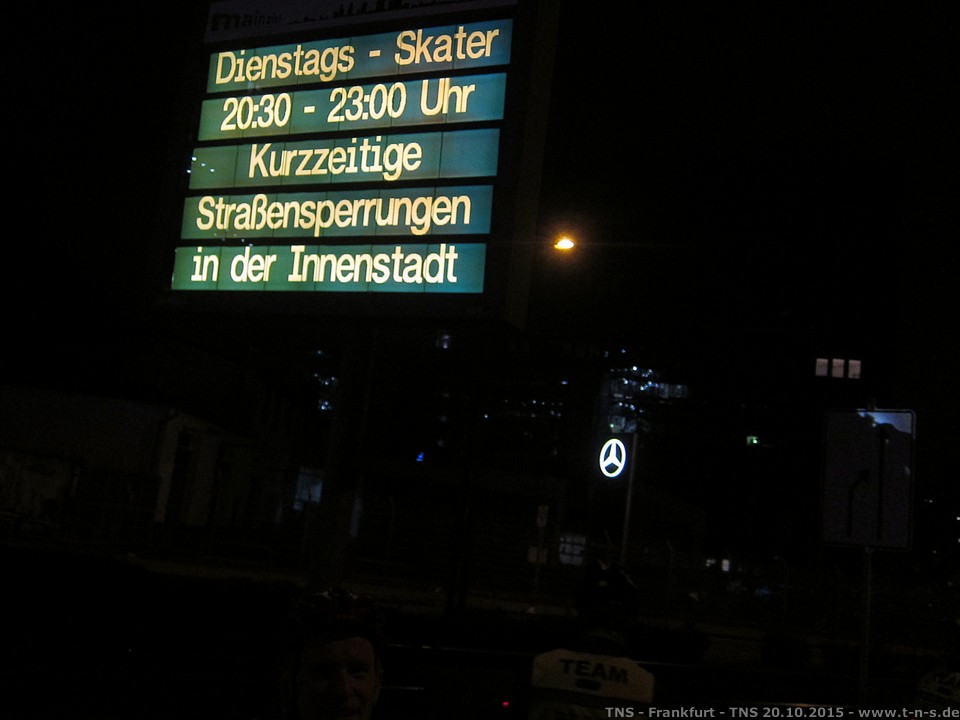 mainziel
Dienstags - Skater
20:30 - 23:00 Uhr
Kurzzeitige
Straßensperrungen
in der Innenstadt
TEAM
TNS - Frankfurt - TNS 20.10.2015 - www.t-n-s.de